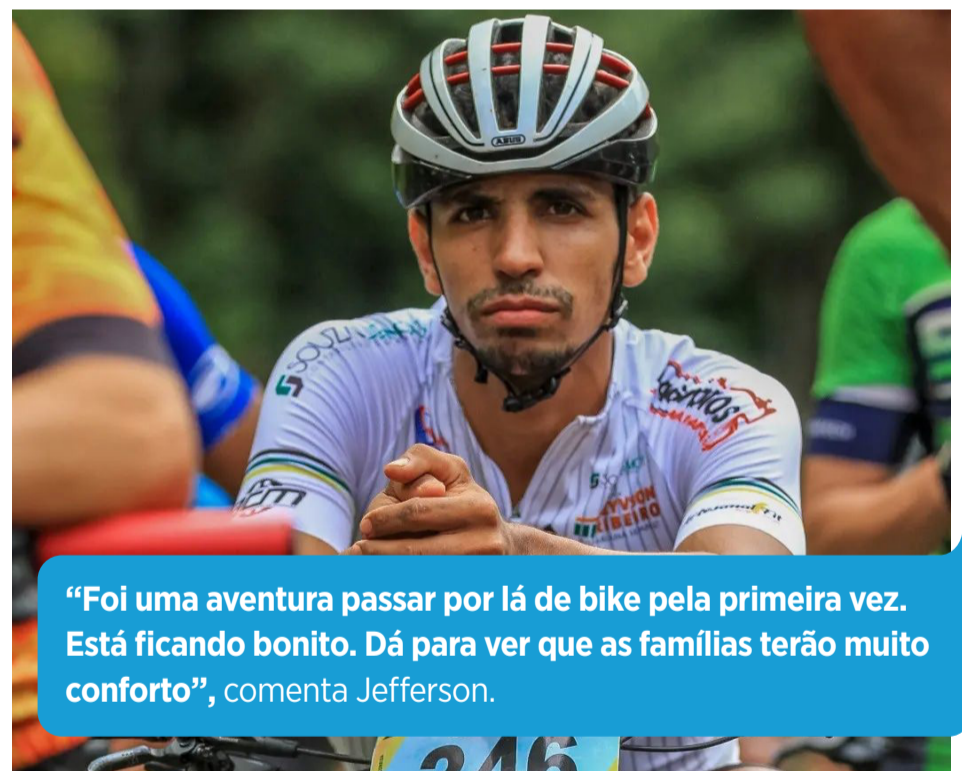 ABUS
“Foi uma aventura passar por lá de bike pela primeira vez.
Está ficando bonito. Dá para ver que as famílias terão muito
conforto”, comenta Jefferson.
246